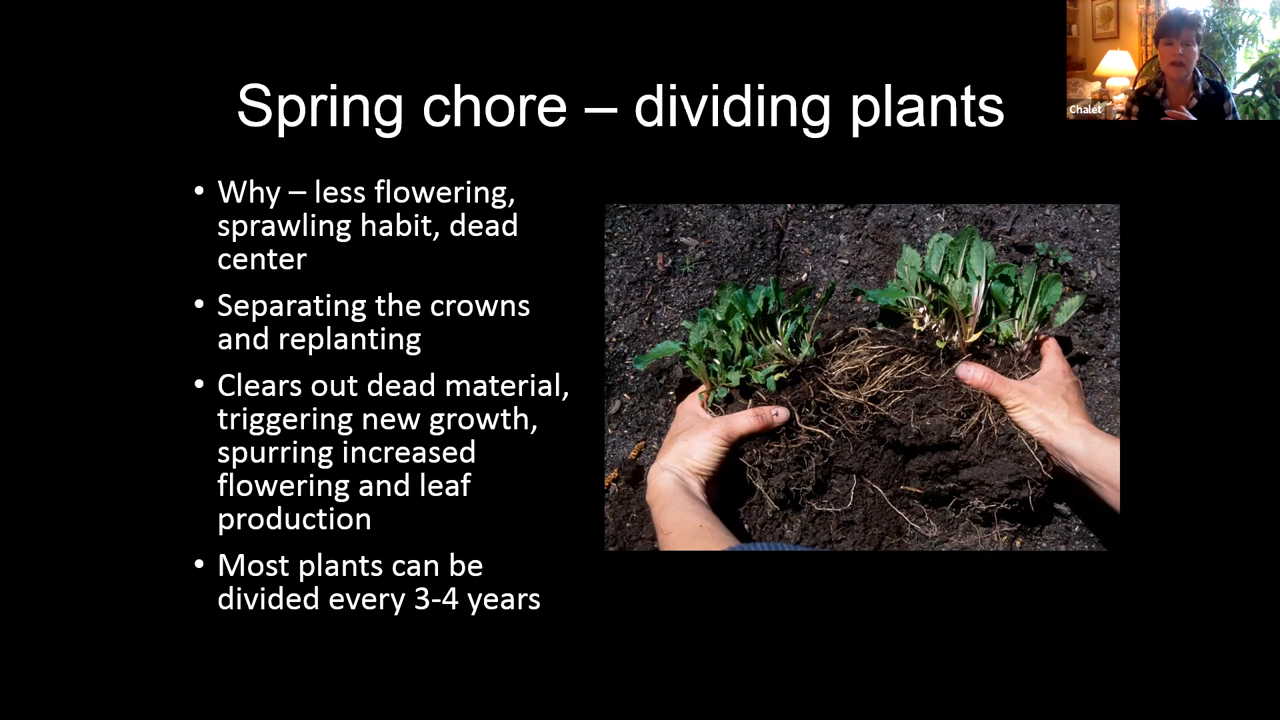 Spring chore – dividing plants
Chalet
• Why – less flowering,
sprawling habit, dead
center
• Separating the crowns
and replanting
• Clears out dead material,
triggering new growth,
spurring increased
flowering and leaf
production
• Most plants can be
divided every 3-4 years